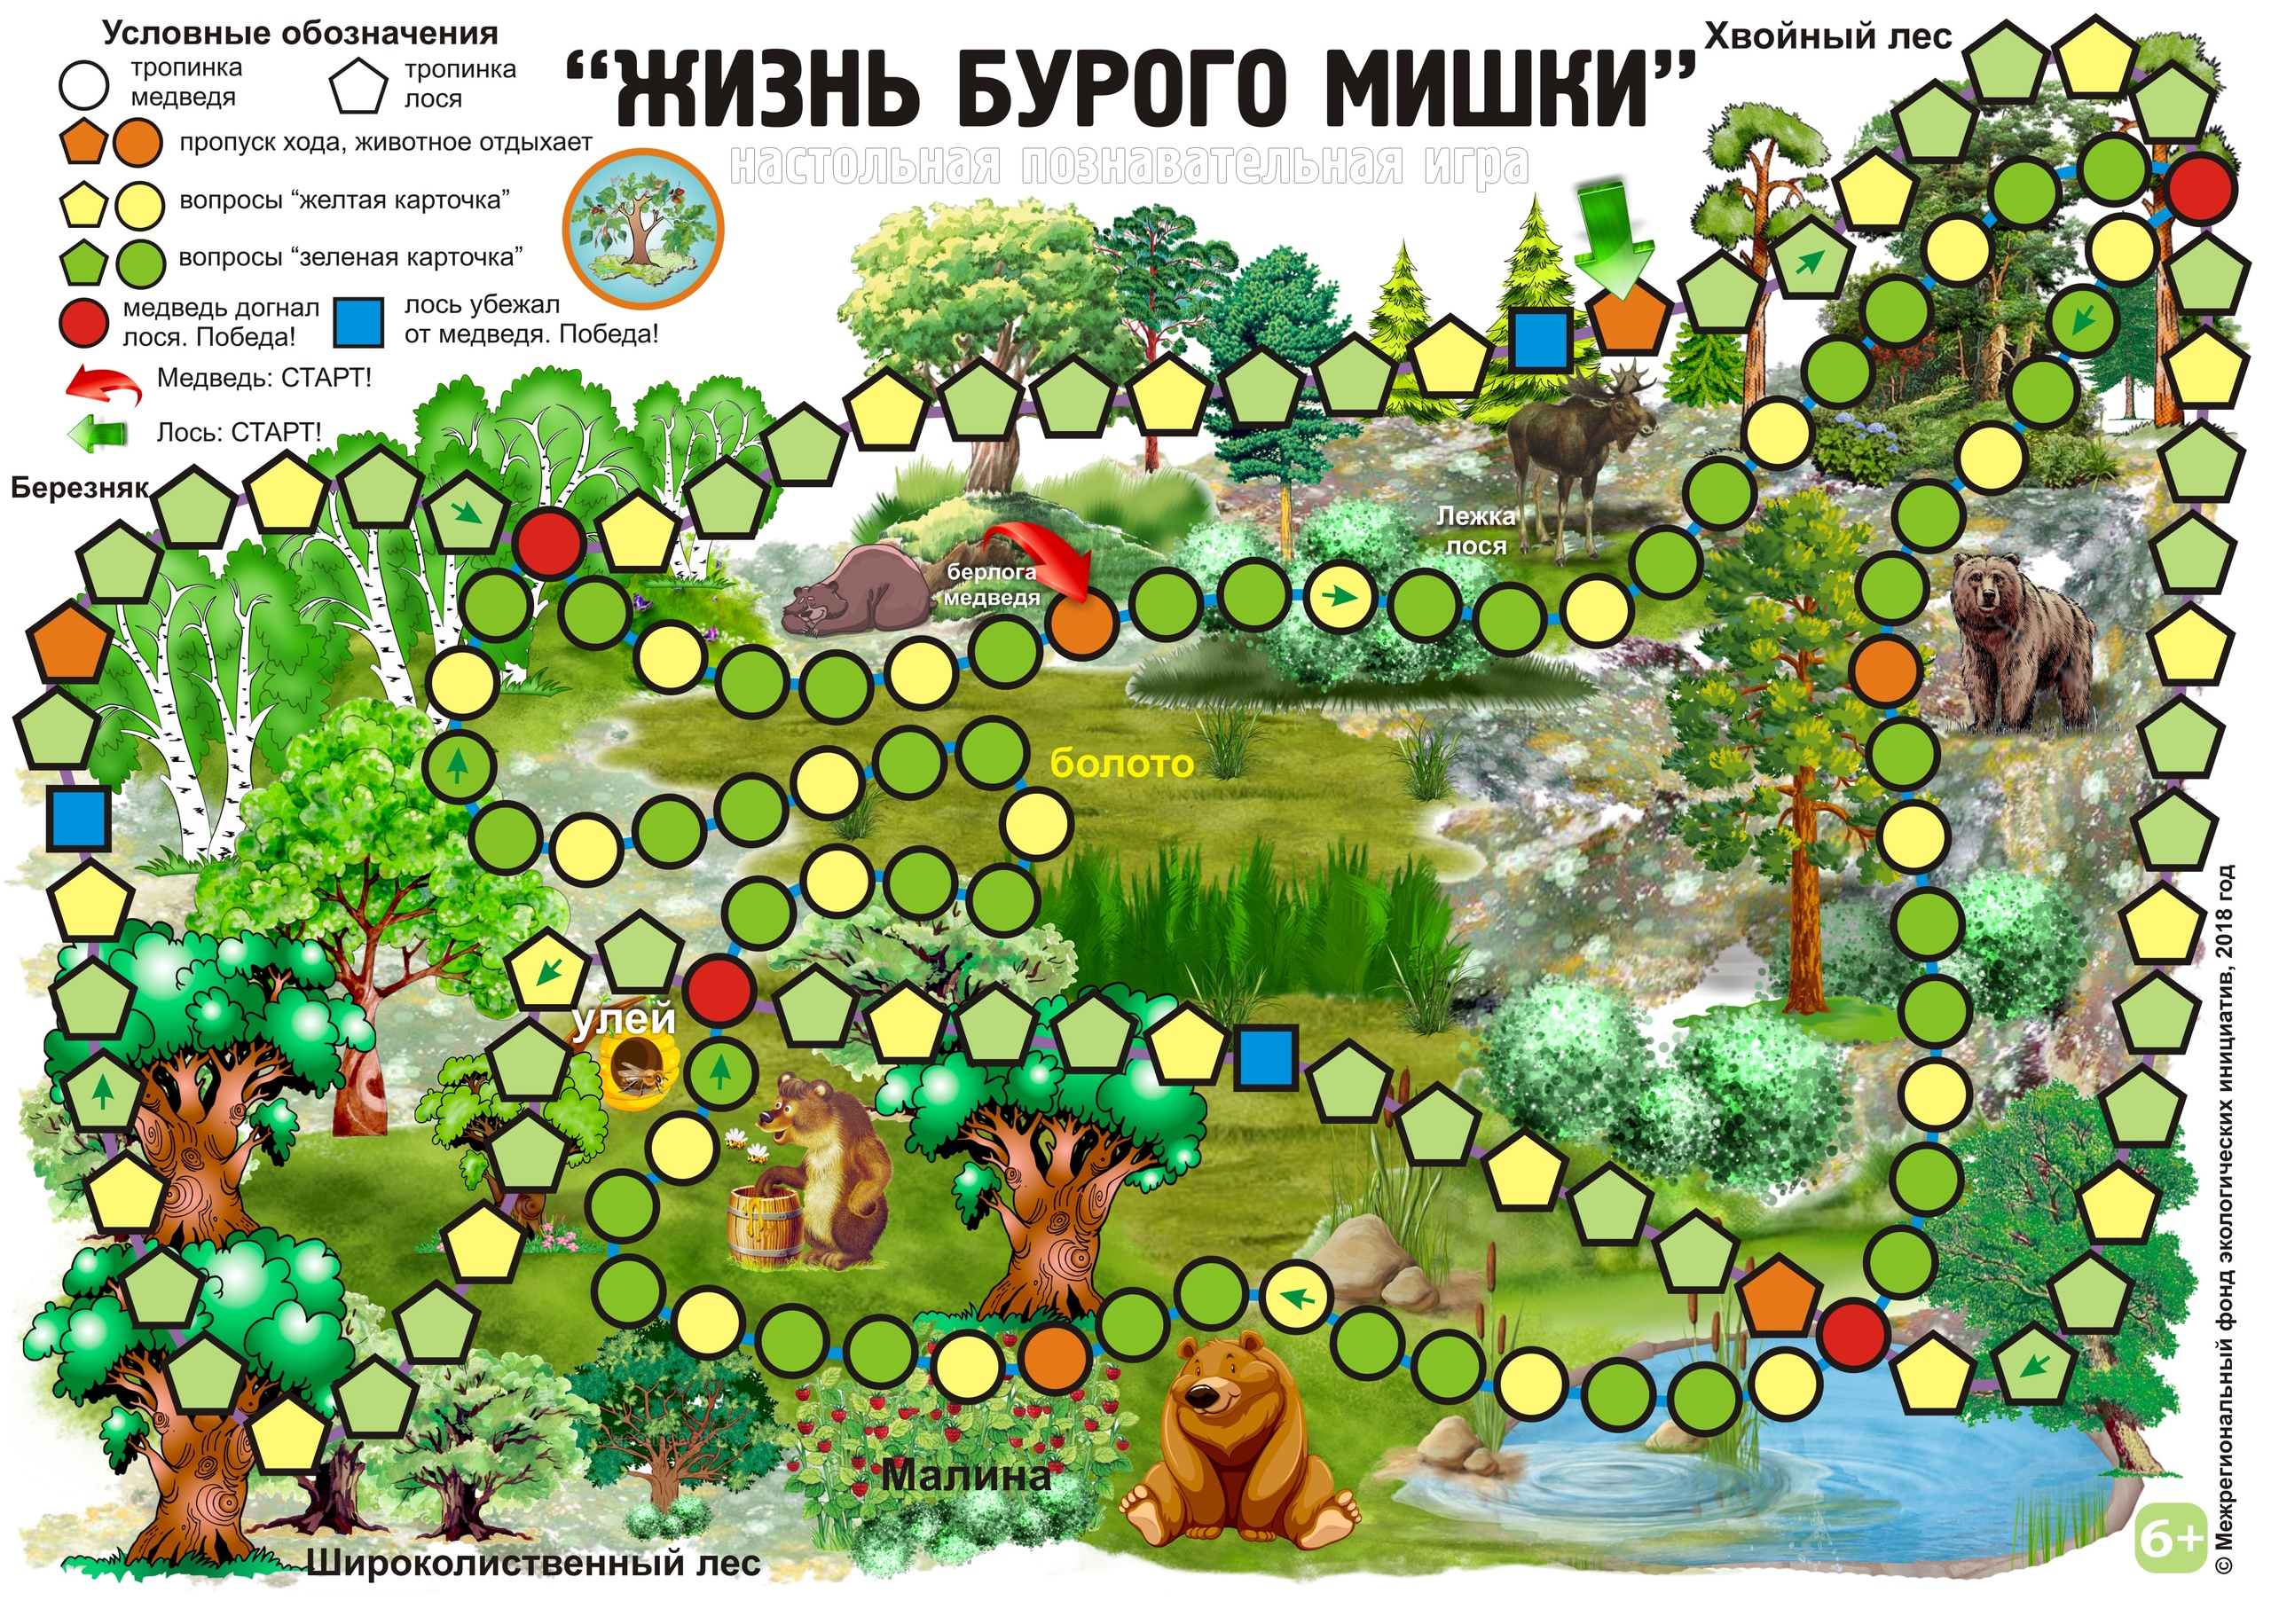 Условные обозначения
тропинка
медведя
тропинка
лося
пропуск хода, животное отдыхает
вопросы “желтая карточка”
вопросы “зеленая карточка”
медведь догнал
лося. Победа!
лось убежал
от медведя. Победа!
Медведь: СТАРТ!
Лось: СТАРТ!
“ЖИЗНЬ БУРОГО МИШКИ”
настольная познавательная игра
Хвойный лес
Березняк
Лежка
лося
берлога
медведя
болото
улей
Малина
Широколиственный лес
6+
© Межрегиональный фонд экологических инициатив, 2018 год